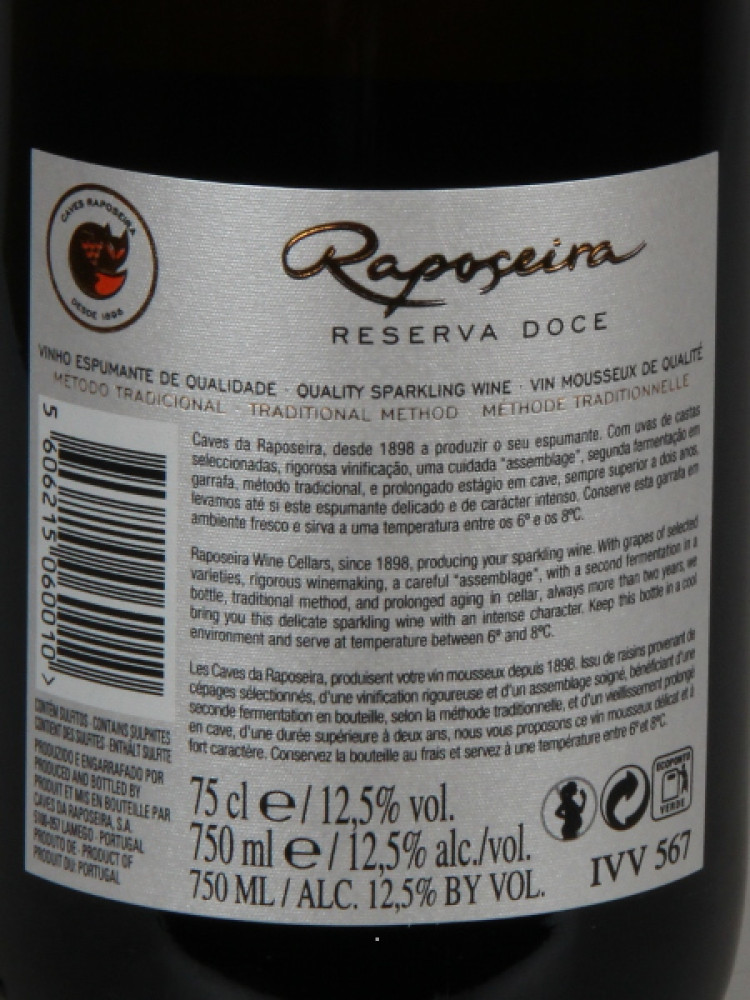 CAVES RAPOSEIRA
DESDE 1898
Raposeira
RESERVA DOCE
VINHO ESPUMANTE DE QUALIDADE · QUALITY SPARKLING WINE · VIN MOUSSEUX DE QUALITÉ
MÉTODO TRADICIONAL · TRADITIONAL METHOD · MÉTHODE TRADITIONNELLE
Caves da Raposeira, desde 1898 a produzir o seu espumante. Com uvas de castas
seleccionadas, rigorosa vinificação, uma cuidada "assemblage", segunda fermentação em
garrafa, método tradicional, e prolongado estágio em cave, sempre superior a dois anos,
levamos até si este espumante delicado e de carácter intenso. Conserve esta garrafa em
ambiente fresco e sirva a uma temperatura entre os 6º e os 8ºC.
Raposeira Wine Cellars, since 1898, producing your sparkling wine. With grapes of selected
varieties, rigorous winemaking, a careful "assemblage", with a second fermentation in a
bottle, traditional method, and prolonged aging in cellar, always more than two years, we
bring you this delicate sparkling wine with an intense character. Keep this bottle in a cool
environment and serve at temperature between 6º and 8ºC.
Les Caves da Raposeira, produisent votre vin mousseux depuis 1898. Issu de raisins provenant de
cépages sélectionnés, d'une vinification rigoureuse et d'un assemblage soigné, bénéficiant d'une
seconde fermentation en bouteille, selon la méthode traditionnelle, et d'un vieillissement prolongé
en cave, d'une durée supérieure à deux ans, nous vous proposons ce vin mousseux délicat et à
fort caractère. Conservez la bouteille au frais et servez à une température entre 6º et 8ºC.
5 606215 060010 >
CONTÉM SULFITOS · CONTAINS SULPHITES
CONTIENT DES SULFITES · ENTHÄLT SULFITE
PRODUZIDO E ENGARRAFADO POR
PRODUCED AND BOTTLED BY
PRODUIT ET MIS EN BOUTEILLE PAR
CAVES DA RAPOSEIRA, S.A.
5100-857 LAMEGO - PORTUGAL
PRODUTO DE · PRODUCT OF
PRODUIT DU: PORTUGAL
75 cl e / 12,5% vol.
750 ml e / 12,5% alc./vol.
750 ML / ALC. 12,5% BY VOL.
ECOPONTO
VERDE
IVV 567